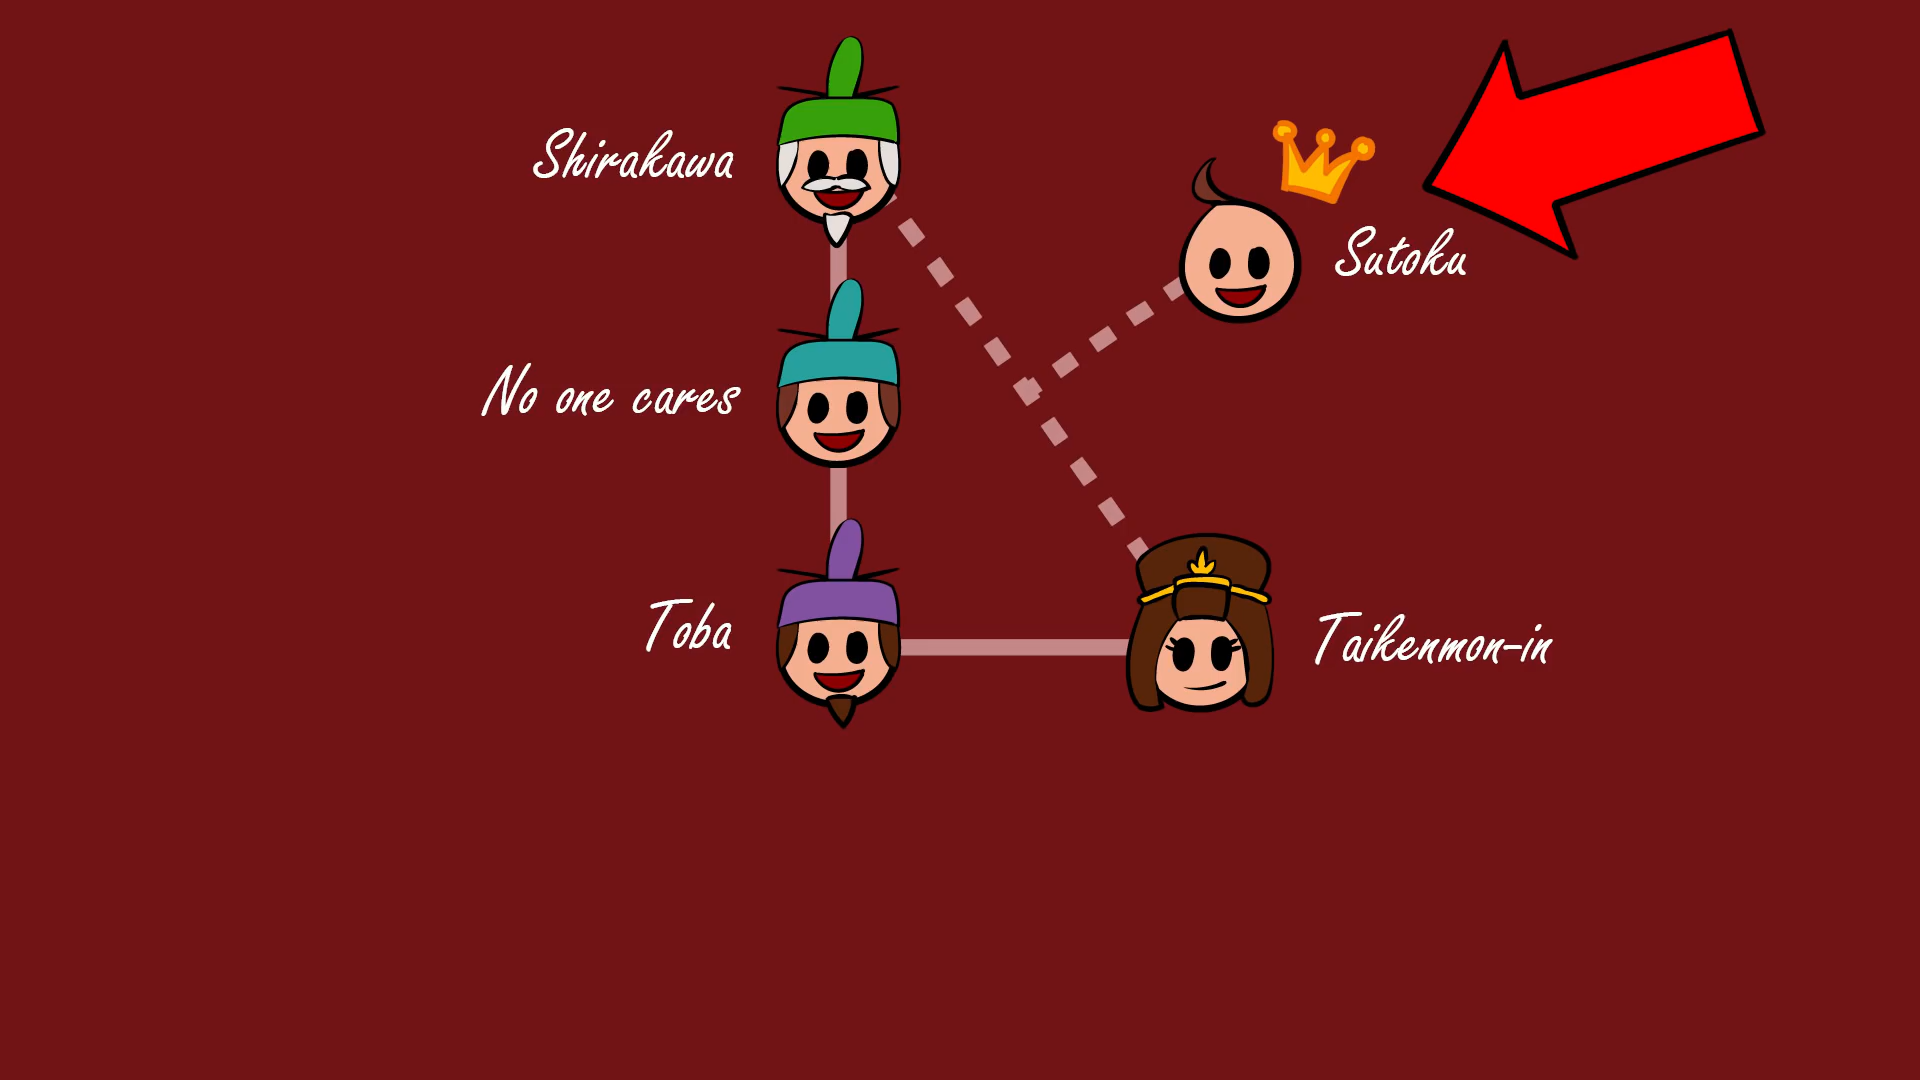 Shirakawa
Sutoku
No one cares
Toba
Taikenmon-in